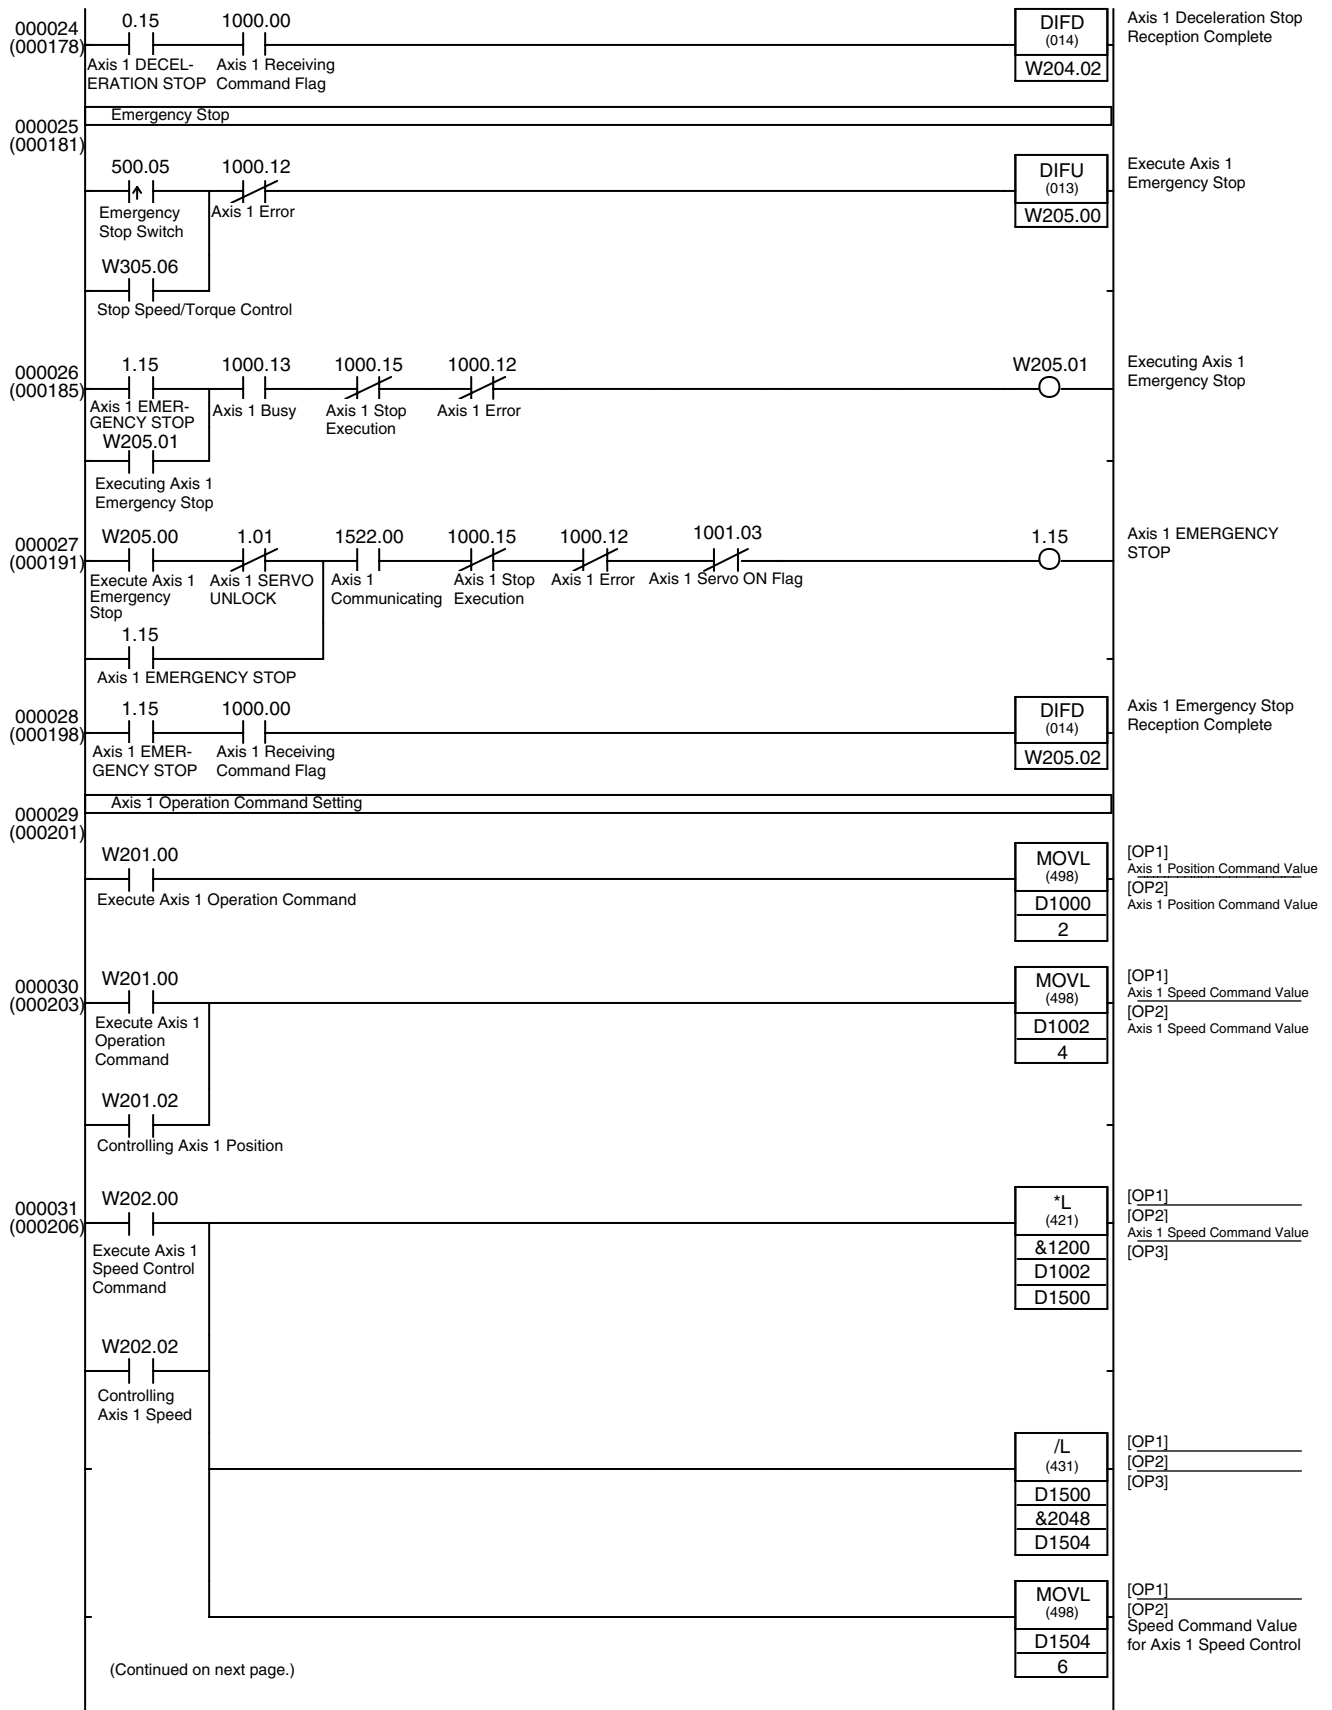 000024
(000178)
0.15
1000.00
DIFD
(014)
W204.02
Axis 1 Deceleration Stop
Reception Complete
Axis 1 DECEL-
ERATION STOP
Axis 1 Receiving
Command Flag
Emergency Stop
000025
(000181)
500.05
1000.12
DIFU
(013)
W205.00
Execute Axis 1
Emergency Stop
Emergency
Stop Switch
Axis 1 Error
W305.06
Stop Speed/Torque Control
000026
(000185)
1.15
1000.13
1000.15
1000.12
W205.01
Executing Axis 1
Emergency Stop
Axis 1 EMER-
GENCY STOP
Axis 1 Busy
Axis 1 Stop
Execution
Axis 1 Error
W205.01
Executing Axis 1
Emergency Stop
000027
(000191)
W205.00
1.01
1522.00
1000.15
1000.12
1001.03
1.15
Axis 1 EMERGENCY
STOP
Execute Axis 1
Emergency
Stop
Axis 1 SERVO
UNLOCK
Axis 1
Communicating
Axis 1 Stop
Execution
Axis 1 Error
Axis 1 Servo ON Flag
1.15
Axis 1 EMERGENCY STOP
000028
(000198)
1.15
1000.00
DIFD
(014)
W205.02
Axis 1 Emergency Stop
Reception Complete
Axis 1 EMER-
GENCY STOP
Axis 1 Receiving
Command Flag
Axis 1 Operation Command Setting
000029
(000201)
W201.00
Execute Axis 1 Operation Command
MOVL
(498)
D1000
2
[OP1]
Axis 1 Position Command Value
[OP2]
Axis 1 Position Command Value
000030
(000203)
W201.00
Execute Axis 1
Operation
Command
MOVL
(498)
D1002
4
[OP1]
Axis 1 Speed Command Value
[OP2]
Axis 1 Speed Command Value
W201.02
Controlling Axis 1 Position
000031
(000206)
W202.00
Execute Axis 1
Speed Control
Command
*L
(421)
&1200
D1002
D1500
[OP1]
[OP2]
Axis 1 Speed Command Value
[OP3]
W202.02
Controlling
Axis 1 Speed
/L
(431)
D1500
&2048
D1504
[OP1]
[OP2]
[OP3]
MOVL
(498)
D1504
6
[OP1]
[OP2]
Speed Command Value
for Axis 1 Speed Control
(Continued on next page.)